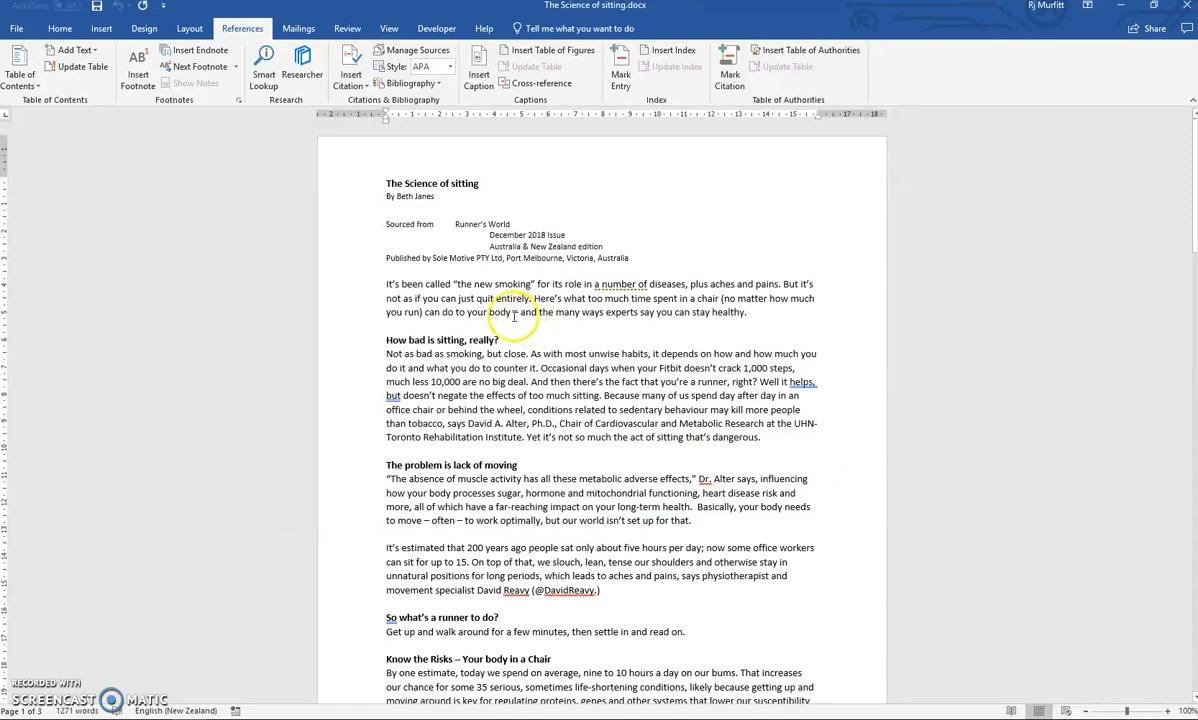 AutoSave
The Science of sitting.docx
Rj Murfitt
File Home Insert Draw Design Layout References Mailings Review View Developer Help Tell me what you want to do Share
Table of Contents
Add Text
Update Table
Table of Contents
AB¹ Insert Footnote
Insert Endnote
Next Footnote
Show Notes
Footnotes
Smart Lookup
Researcher
Research
Insert Citation
Manage Sources
Style: APA
Bibliography
Citations & Bibliography
Insert Caption
Insert Table of Figures
Update Table
Cross-reference
Captions
Mark Entry
Insert Index
Update Index
Index
Mark Citation
Insert Table of Authorities
Update Table
Table of Authorities
2 1 1 2 3 4 5 6 7 8 9 10 11 12 13 14 15 17 18
The Science of sitting
By Beth Janes
Sourced from Runner's World
December 2018 Issue
Australia & New Zealand edition
Published by Sole Motive PTY Ltd, Port Melbourne, Victoria, Australia
It's been called "the new smoking" for its role in a number of diseases, plus aches and pains. But it's
not as if you can just quit entirely. Here's what too much time spent in a chair (no matter how much
you run) can do to your body – and the many ways experts say you can stay healthy.
How bad is sitting, really?
Not as bad as smoking, but close. As with most unwise habits, it depends on how and how much you
do it and what you do to counter it. Occasional days when your Fitbit doesn't crack 1,000 steps,
much less 10,000 are no big deal. And then there's the fact that you're a runner, right? Well it helps,
but doesn't negate the effects of too much sitting. Because many of us spend day after day in an
office chair or behind the wheel, conditions related to sedentary behaviour may kill more people
than tobacco, says David A. Alter, Ph.D., Chair of Cardiovascular and Metabolic Research at the UHN-
Toronto Rehabilitation Institute. Yet it's not so much the act of sitting that's dangerous.
The problem is lack of moving
"The absence of muscle activity has all these metabolic adverse effects," Dr. Alter says, influencing
how your body processes sugar, hormone and mitochondrial functioning, heart disease risk and
more, all of which have a far-reaching impact on your long-term health. Basically, your body needs
to move – often – to work optimally, but our world isn't set up for that.
It's estimated that 200 years ago people sat only about five hours per day; now some office workers
can sit for up to 15. On top of that, we slouch, lean, tense our shoulders and otherwise stay in
unnatural positions for long periods, which leads to aches and pains, says physiotherapist and
movement specialist David Reavy (@DavidReavy.)
So what's a runner to do?
Get up and walk around for a few minutes, then settle in and read on.
Know the Risks – Your body in a Chair
By one estimate, today we spend on average, nine to 10 hours a day on our bums. That increases
our chance for some 35 serious, sometimes life-shortening conditions, likely because getting up and
moving around is key for regulating proteins, genes and other systems that lower our susceptibility
RECORDED WITH
SCREENCAST MATIC
Page 1 of 3 1271 words English (New Zealand) 100%